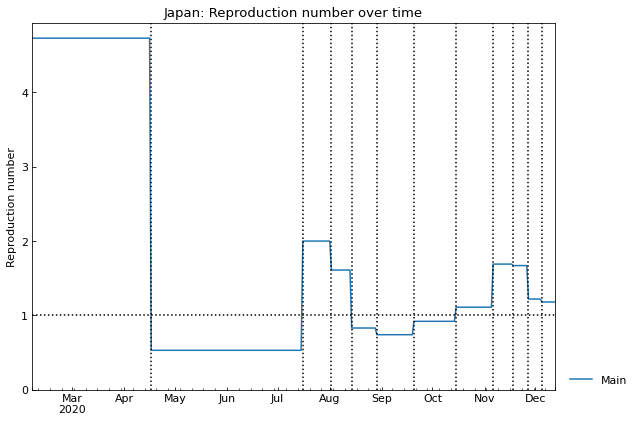 Japan: Reproduction number over time
Reproduction number
4
3
2
1
0
Mar
2020
Apr
May
Jun
Jul
Aug
Sep
Oct
Nov
Dec
Main